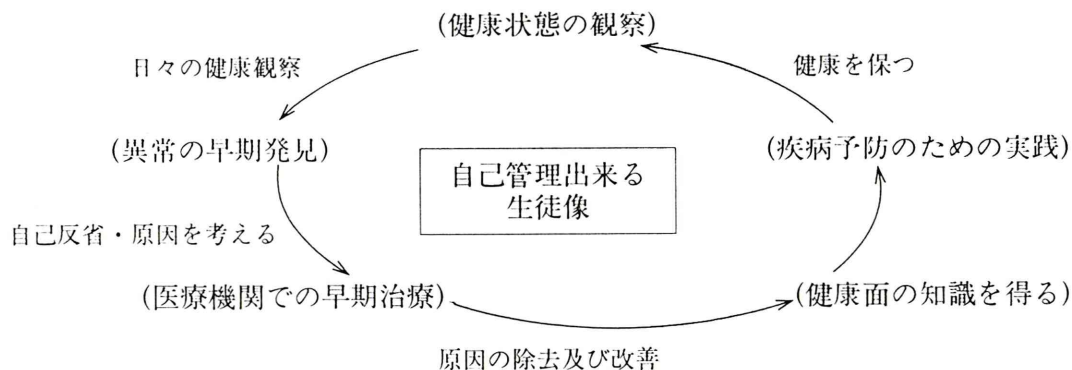 (健康状態の観察)
日々の健康観察
健康を保つ
(異常の早期発見)
(疾病予防のための実践)
自己管理出来る
生徒像
自己反省・原因を考える
(医療機関での早期治療)
(健康面の知識を得る)
原因の除去及び改善